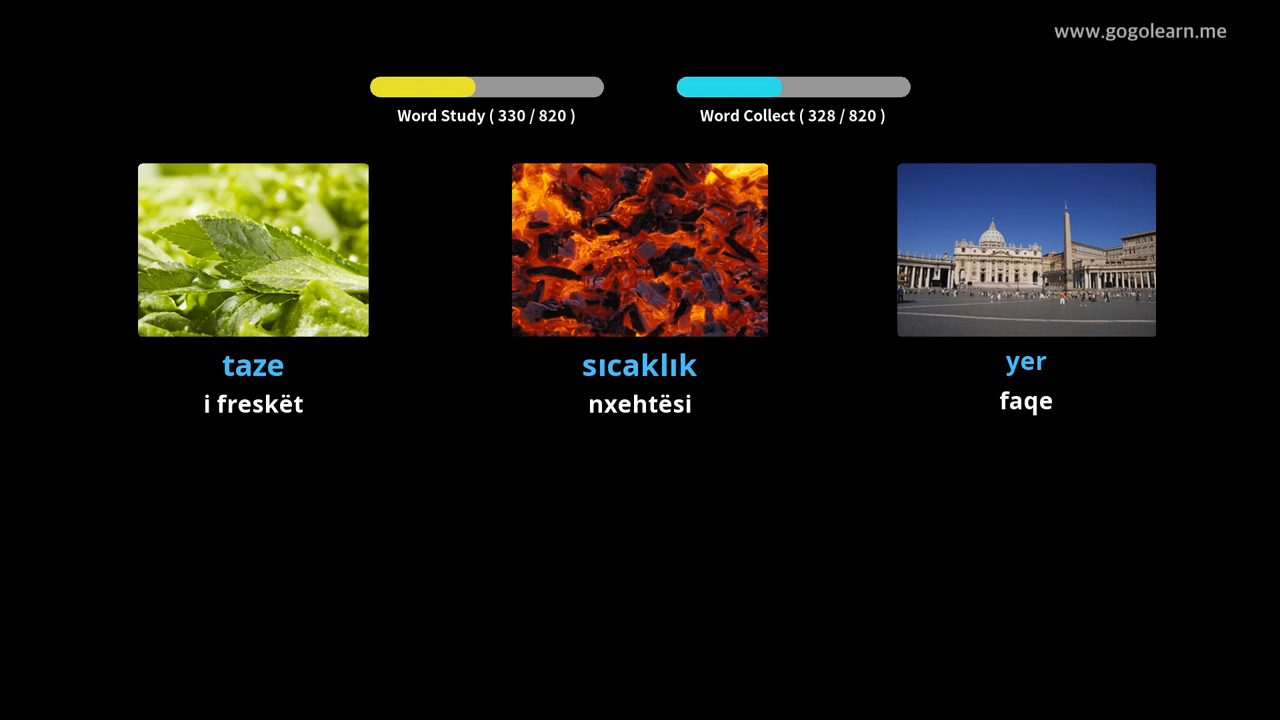 www.gogolearn.me
Word Study ( 330 / 820 )
Word Collect ( 328 / 820 )
taze
i freskët
sıcaklık
nxehtësi
yer
faqe